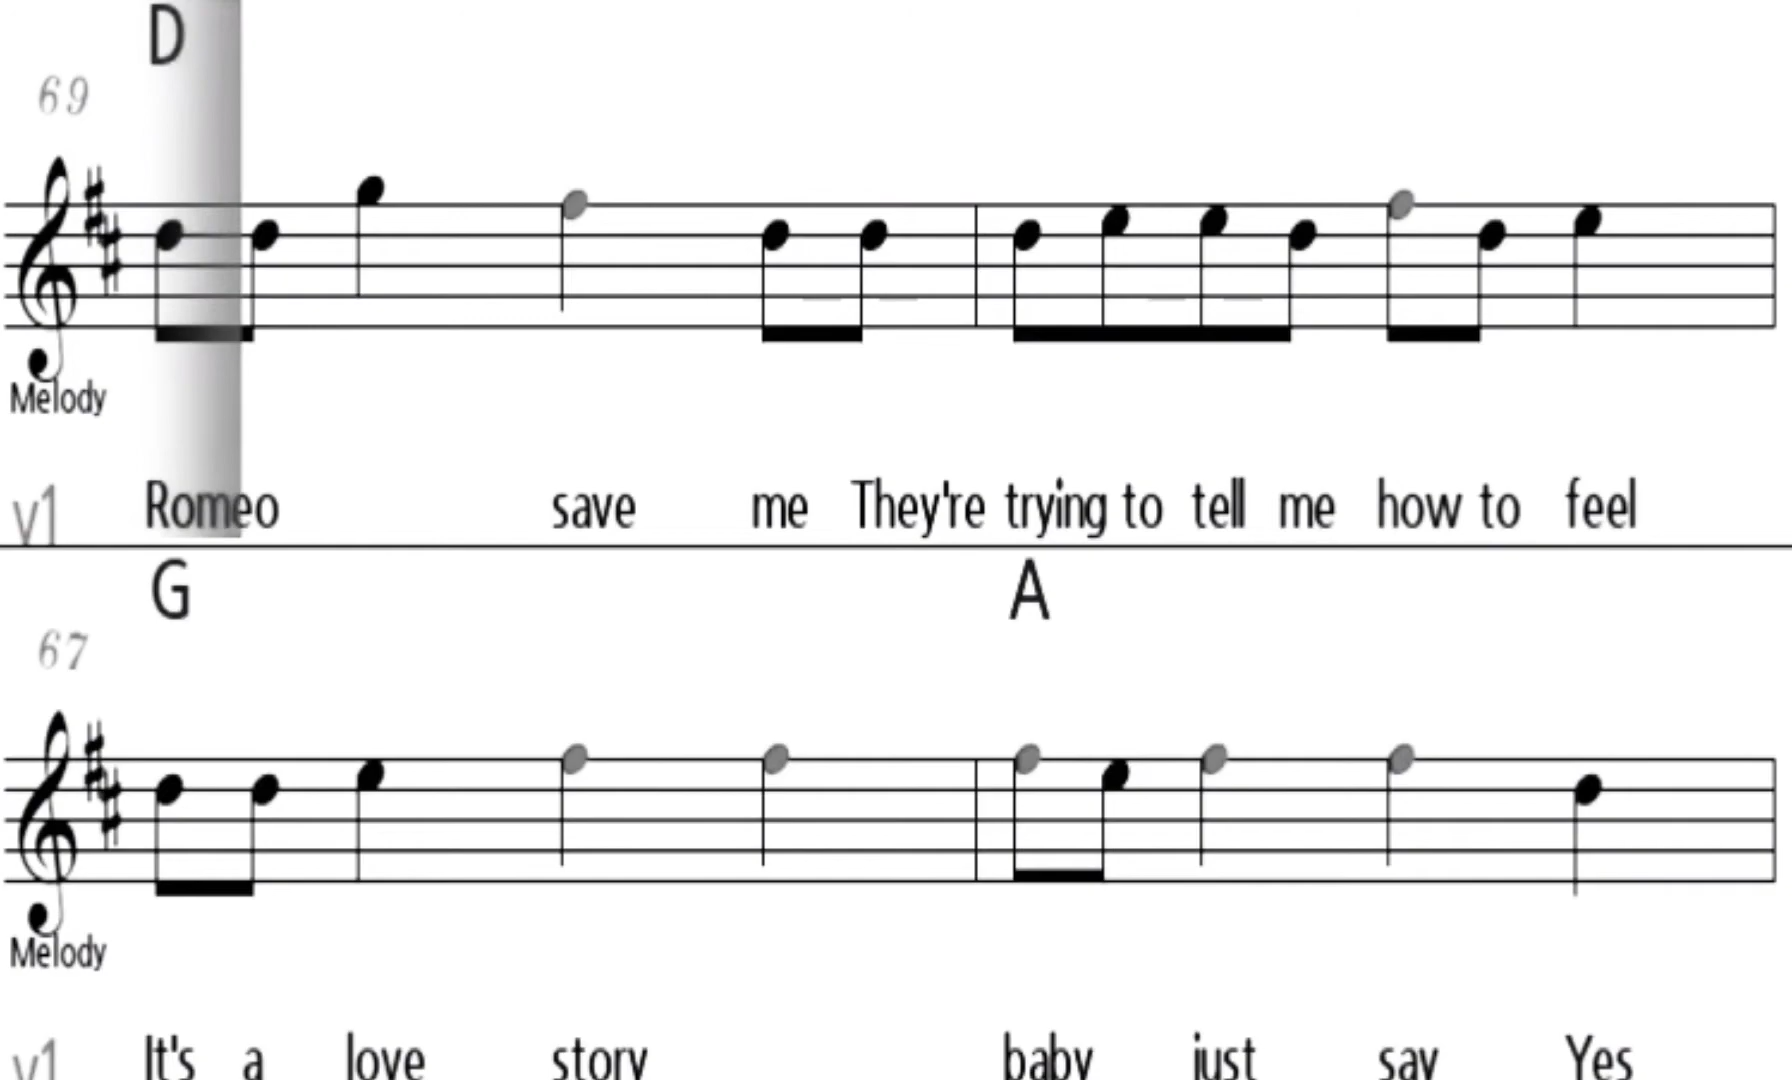 D
69
Melody
v1 Romeo save me They're trying to tell me how to feel
G A
67
Melody
v1 It's a love story baby just say Yes